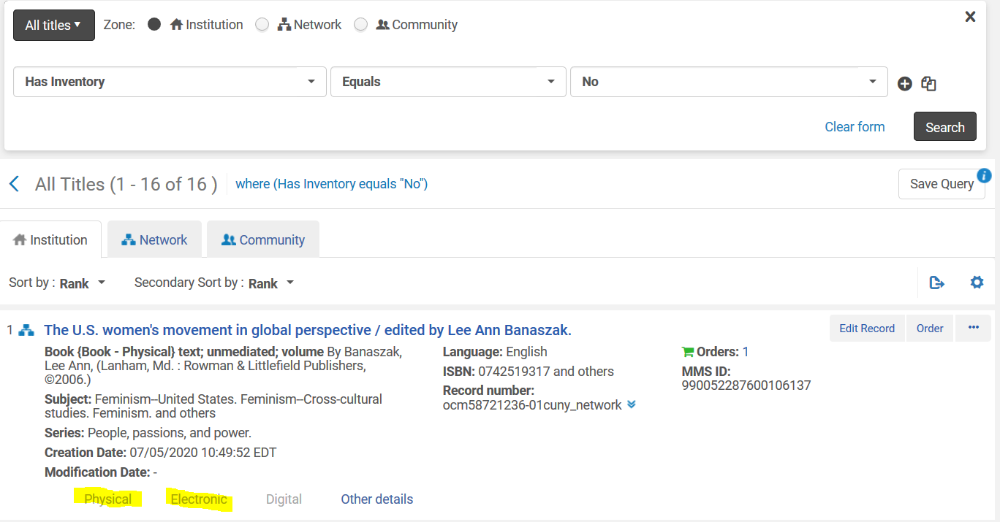 All titles ▾ Zone: Institution Network Community X
Has Inventory Equals No
Clear form Search
All Titles (1 - 16 of 16 ) where (Has Inventory equals "No") Save Query i
Institution Network Community
Sort by : Rank Secondary Sort by : Rank
1 The U.S. women's movement in global perspective / edited by Lee Ann Banaszak. Edit Record Order ...
Book {Book - Physical} text; unmediated; volume By Banaszak,
Lee Ann, (Lanham, Md. : Rowman & Littlefield Publishers,
©2006.)
Subject: Feminism--United States. Feminism--Cross-cultural
studies. Feminism. and others
Series: People, passions, and power.
Creation Date: 07/05/2020 10:49:52 EDT
Modification Date: -
Language: English
ISBN: 0742519317 and others
Record number:
ocm58721236-01cuny_network
Orders: 1
MMS ID:
990052287600106137
Physical Electronic Digital Other details